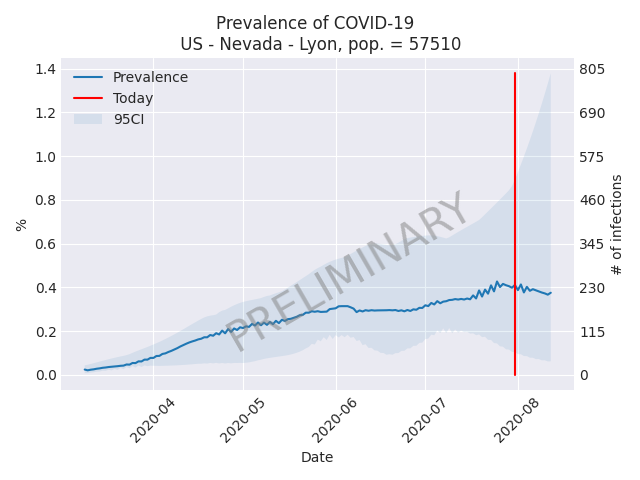 Prevalence of COVID-19
US - Nevada - Lyon, pop. = 57510
Prevalence
Today
95CI
PRELIMINARY
%
1.4
1.2
1.0
0.8
0.6
0.4
0.2
0.0
805
690
575
460
345
230
115
0
# of infections
2020-04
2020-05
2020-06
2020-07
2020-08
Date